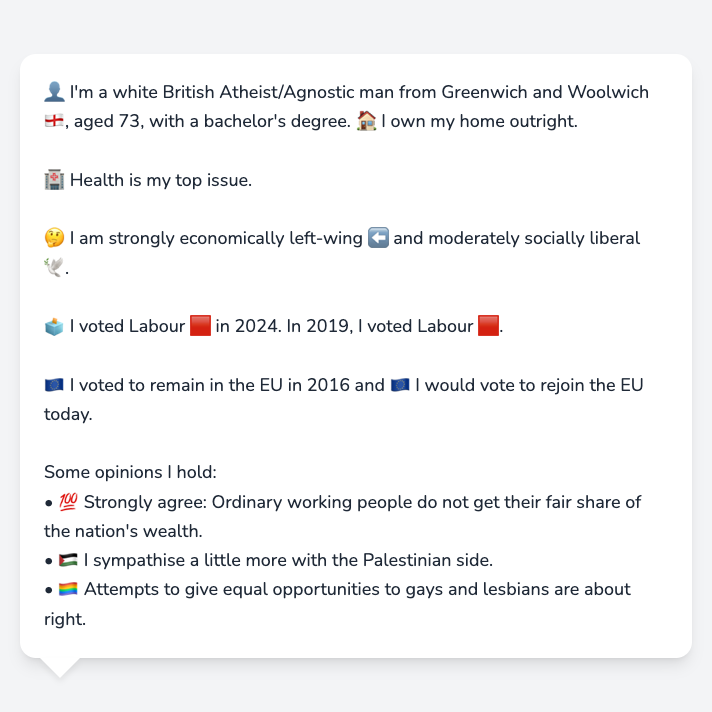 👤 I'm a white British Atheist/Agnostic man from Greenwich and Woolwich
🏴󠁧󠁢󠁥󠁮󠁧󠁿, aged 73, with a bachelor's degree. 🏠 I own my home outright.
🏥 Health is my top issue.
🤔 I am strongly economically left-wing ⬅️ and moderately socially liberal
🕊️.
🗳️ I voted Labour 🟥 in 2024. In 2019, I voted Labour 🟥.
🇪🇺 I voted to remain in the EU in 2016 and 🇪🇺 I would vote to rejoin the EU
today.
Some opinions I hold:
• 💯 Strongly agree: Ordinary working people do not get their fair share of
the nation's wealth.
• 🇵🇸 I sympathise a little more with the Palestinian side.
• 🏳️‍🌈 Attempts to give equal opportunities to gays and lesbians are about
right.